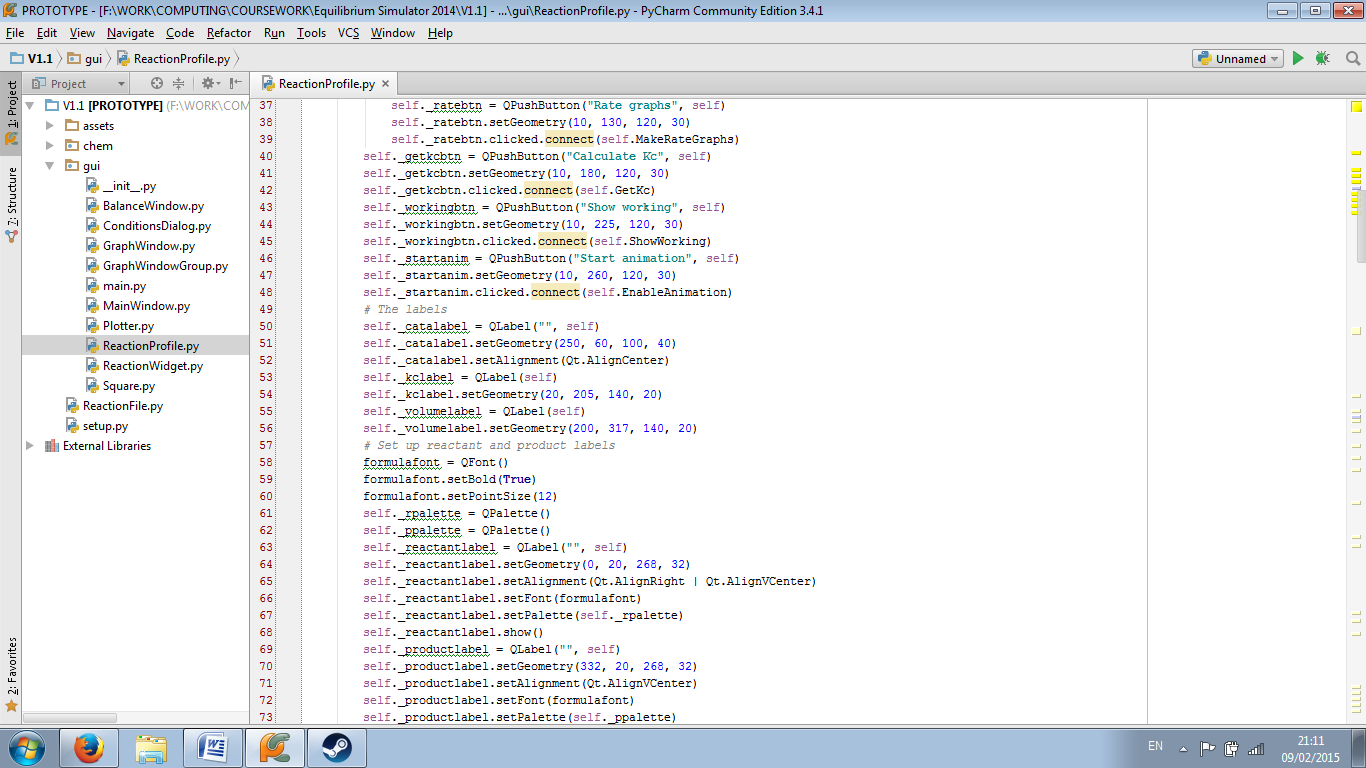 PROTOTYPE - [F:\WORK\COMPUTING\COURSEWORK\Equilibrium Simulator 2014\V1.1] - ...\gui\ReactionProfile.py - PyCharm Community Edition 3.4.1
File Edit View Navigate Code Refactor Run Tools VCS Window Help
V1.1 gui ReactionProfile.py Unnamed
Project
ReactionProfile.py
1: Project
7: Structure
2: Favorites
V1.1 [PROTOTYPE] (F:\WORK\COM
assets
chem
gui
__init__.py
BalanceWindow.py
ConditionsDialog.py
GraphWindow.py
GraphWindowGroup.py
main.py
MainWindow.py
Plotter.py
ReactionProfile.py
ReactionWidget.py
Square.py
ReactionFile.py
setup.py
External Libraries
37 self._ratebtn = QPushButton("Rate graphs", self)
38 self._ratebtn.setGeometry(10, 130, 120, 30)
39 self._ratebtn.clicked.connect(self.MakeRateGraphs)
40 self._getkcbtn = QPushButton("Calculate Kc", self)
41 self._getkcbtn.setGeometry(10, 180, 120, 30)
42 self._getkcbtn.clicked.connect(self.GetKc)
43 self._workingbtn = QPushButton("Show working", self)
44 self._workingbtn.setGeometry(10, 225, 120, 30)
45 self._workingbtn.clicked.connect(self.ShowWorking)
46 self._startanim = QPushButton("Start animation", self)
47 self._startanim.setGeometry(10, 260, 120, 30)
48 self._startanim.clicked.connect(self.EnableAnimation)
49 # The labels
50 self._catalabel = QLabel("", self)
51 self._catalabel.setGeometry(250, 60, 100, 40)
52 self._catalabel.setAlignment(Qt.AlignCenter)
53 self._kclabel = QLabel(self)
54 self._kclabel.setGeometry(20, 205, 140, 20)
55 self._volumelabel = QLabel(self)
56 self._volumelabel.setGeometry(200, 317, 140, 20)
57 # Set up reactant and product labels
58 formulafont = QFont()
59 formulafont.setBold(True)
60 formulafont.setPointSize(12)
61 self._rpalette = QPalette()
62 self._ppalette = QPalette()
63 self._reactantlabel = QLabel("", self)
64 self._reactantlabel.setGeometry(0, 20, 268, 32)
65 self._reactantlabel.setAlignment(Qt.AlignRight | Qt.AlignVCenter)
66 self._reactantlabel.setFont(formulafont)
67 self._reactantlabel.setPalette(self._rpalette)
68 self._reactantlabel.show()
69 self._productlabel = QLabel("", self)
70 self._productlabel.setGeometry(332, 20, 268, 32)
71 self._productlabel.setAlignment(Qt.AlignVCenter)
72 self._productlabel.setFont(formulafont)
73 self._productlabel.setPalette(self._ppalette)
EN
21:11
09/02/2015